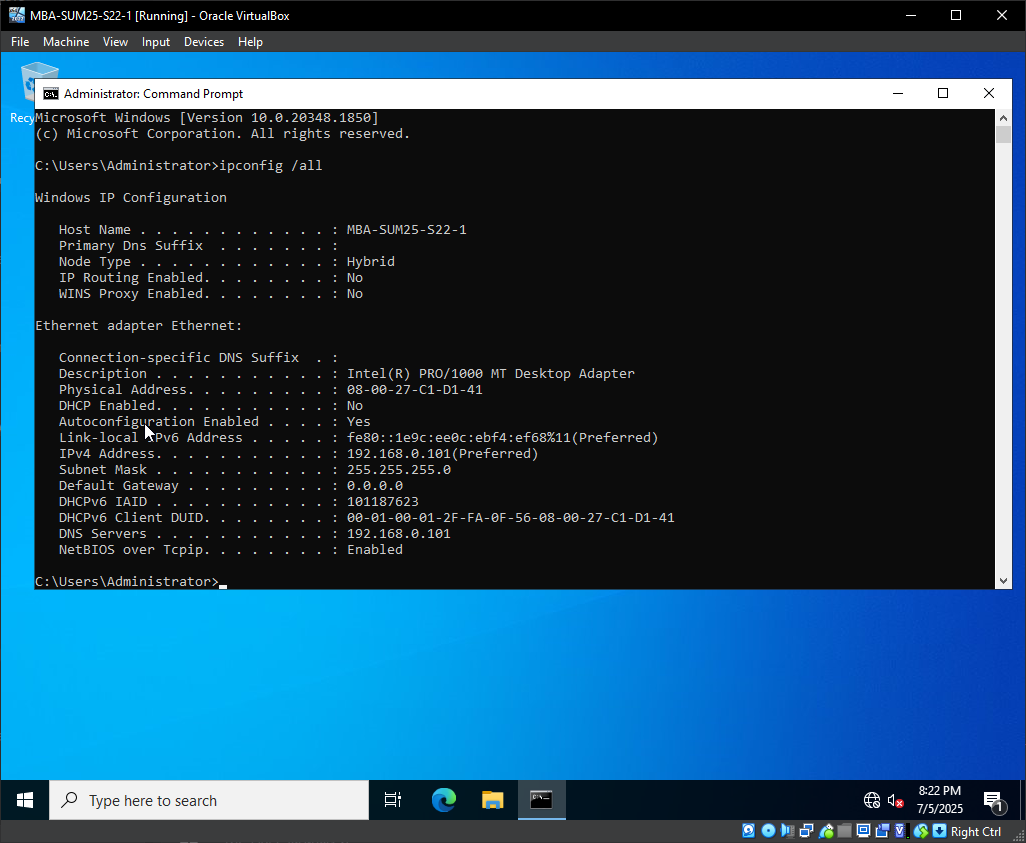 MBA-SUM25-S22-1 [Running] - Oracle VirtualBox
File Machine View Input Devices Help
Administrator: Command Prompt
Recy
Microsoft Windows [Version 10.0.20348.1850]
(c) Microsoft Corporation. All rights reserved.
C:\Users\Administrator>ipconfig /all
Windows IP Configuration
Host Name . . . . . . . . . . . . : MBA-SUM25-S22-1
Primary Dns Suffix  . . . . . . . :
Node Type . . . . . . . . . . . . : Hybrid
IP Routing Enabled. . . . . . . . : No
WINS Proxy Enabled. . . . . . . . : No
Ethernet adapter Ethernet:
Connection-specific DNS Suffix  . :
Description . . . . . . . . . . . : Intel(R) PRO/1000 MT Desktop Adapter
Physical Address. . . . . . . . . : 08-00-27-C1-D1-41
DHCP Enabled. . . . . . . . . . . : No
Autoconfiguration Enabled . . . . : Yes
Link-local IPv6 Address . . . . . : fe80::1e9c:ee0c:ebf4:ef68%11(Preferred)
IPv4 Address. . . . . . . . . . . : 192.168.0.101(Preferred)
Subnet Mask . . . . . . . . . . . : 255.255.255.0
Default Gateway . . . . . . . . . : 0.0.0.0
DHCPv6 IAID . . . . . . . . . . . : 101187623
DHCPv6 Client DUID. . . . . . . . : 00-01-00-01-2F-FA-0F-56-08-00-27-C1-D1-41
DNS Servers . . . . . . . . . . . : 192.168.0.101
NetBIOS over Tcpip. . . . . . . . : Enabled
C:\Users\Administrator>
Type here to search
8:22 PM
7/5/2025
1
Right Ctrl